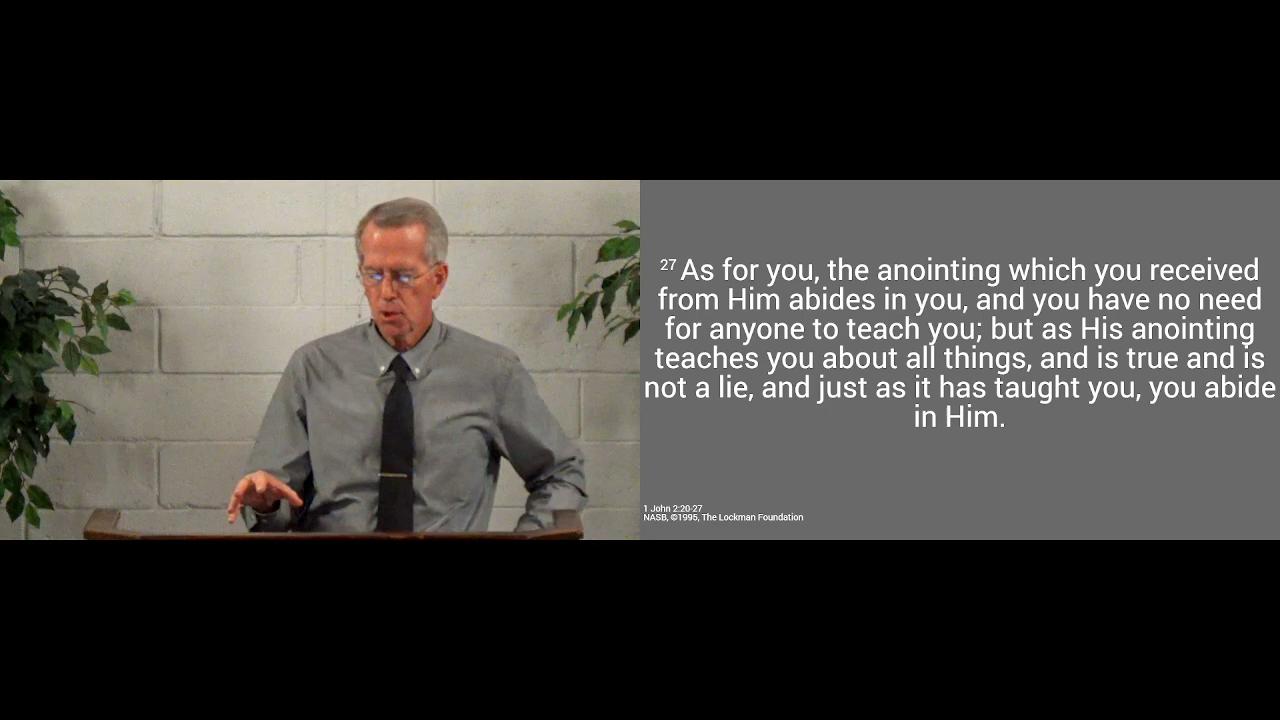 27 As for you, the anointing which you received
from Him abides in you, and you have no need
for anyone to teach you; but as His anointing
teaches you about all things, and is true and is
not a lie, and just as it has taught you, you abide
in Him.
1 John 2:20-27
NASB, ©1995, The Lockman Foundation